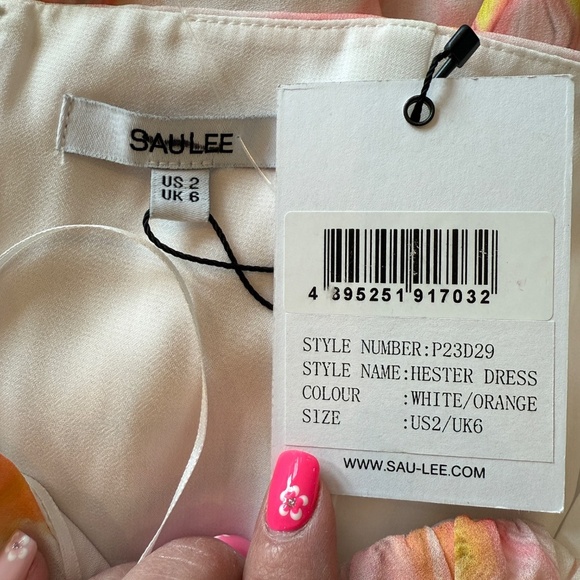 SAU LEE
US 2
UK 6
4 895251 917032
STYLE NUMBER:P23D29
STYLE NAME:HESTER DRESS
COLOUR :WHITE/ORANGE
SIZE :US2/UK6
WWW.SAU-LEE.COM